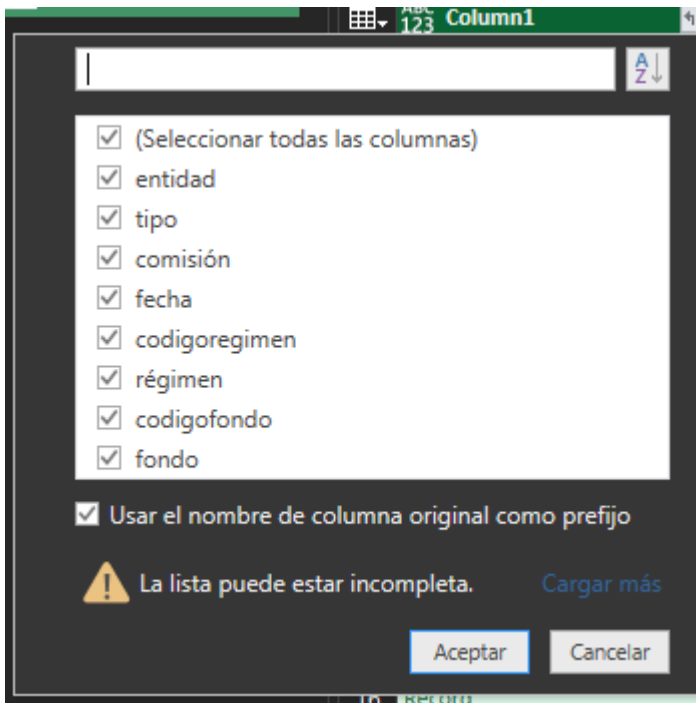 ABC
123 Column1
A
Z
(Seleccionar todas las columnas)
entidad
tipo
comisión
fecha
codigoregimen
régimen
codigofondo
fondo
Usar el nombre de columna original como prefijo
La lista puede estar incompleta. Cargar más
Aceptar Cancelar
16 Record